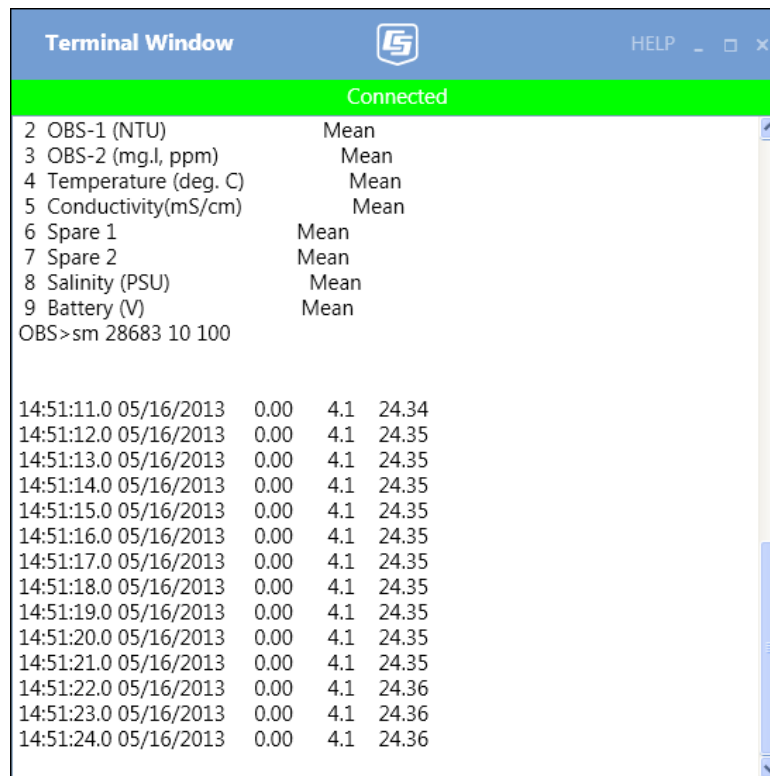 Terminal Window HELP
Connected
2 OBS-1 (NTU) Mean
3 OBS-2 (mg.l, ppm) Mean
4 Temperature (deg. C) Mean
5 Conductivity(mS/cm) Mean
6 Spare 1 Mean
7 Spare 2 Mean
8 Salinity (PSU) Mean
9 Battery (V) Mean
OBS>sm 28683 10 100
14:51:11.0 05/16/2013 0.00 4.1 24.34
14:51:12.0 05/16/2013 0.00 4.1 24.35
14:51:13.0 05/16/2013 0.00 4.1 24.35
14:51:14.0 05/16/2013 0.00 4.1 24.35
14:51:15.0 05/16/2013 0.00 4.1 24.35
14:51:16.0 05/16/2013 0.00 4.1 24.35
14:51:17.0 05/16/2013 0.00 4.1 24.35
14:51:18.0 05/16/2013 0.00 4.1 24.35
14:51:19.0 05/16/2013 0.00 4.1 24.35
14:51:20.0 05/16/2013 0.00 4.1 24.35
14:51:21.0 05/16/2013 0.00 4.1 24.35
14:51:22.0 05/16/2013 0.00 4.1 24.36
14:51:23.0 05/16/2013 0.00 4.1 24.36
14:51:24.0 05/16/2013 0.00 4.1 24.36